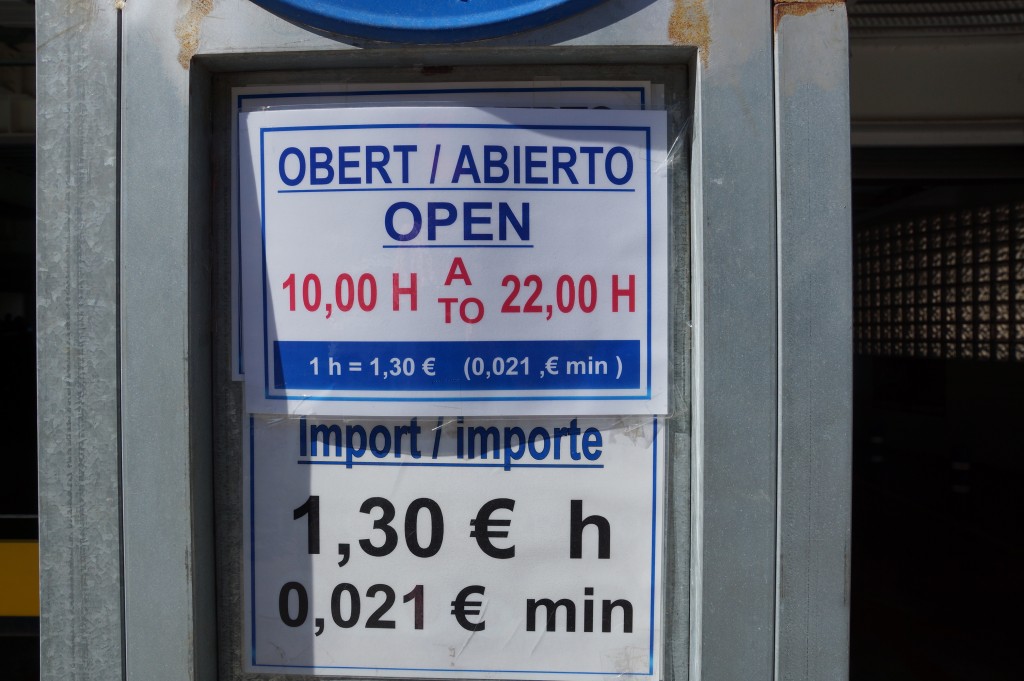 OBERT / ABIERTO
OPEN
10,00 H A TO 22,00 H
1 h = 1,30 € (0,021 ,€ min )
Import / importe
1,30 € h
0,021 € min